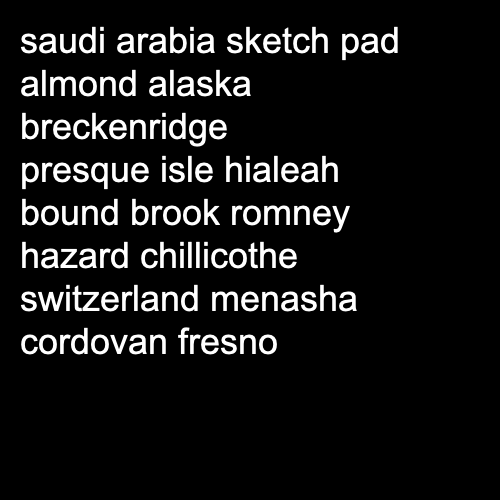 saudi arabia sketch pad
almond alaska
breckenridge
presque isle hialeah
bound brook romney
hazard chillicothe
switzerland menasha
cordovan fresno